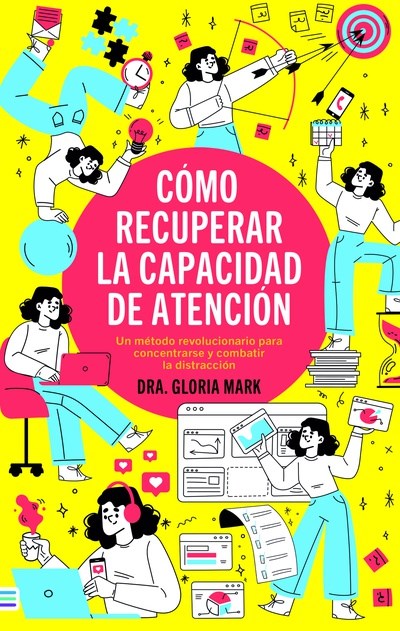 CÓMO
RECUPERAR
LA CAPACIDAD
DE ATENCIÓN
Un método revolucionario para
concentrarse y combatir
la distracción
DRA. GLORIA MARK